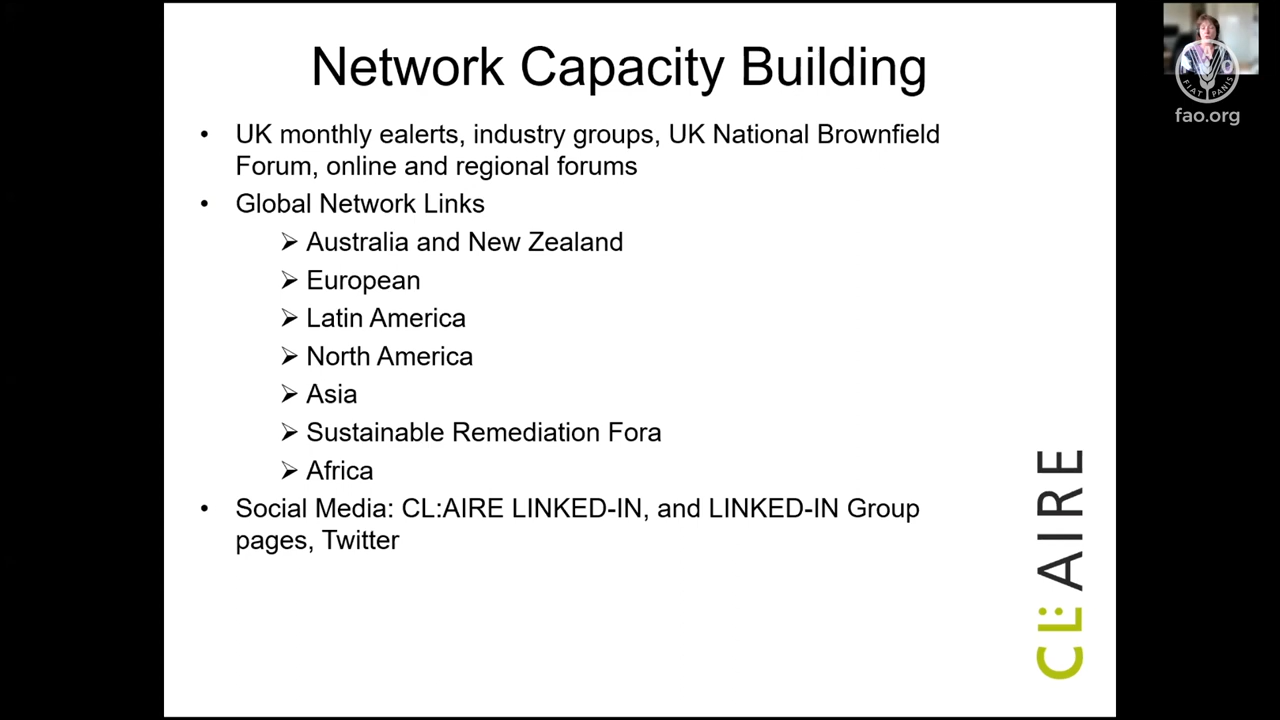 Network Capacity Building
• UK monthly ealerts, industry groups, UK National Brownfield
Forum, online and regional forums
• Global Network Links
➢ Australia and New Zealand
➢ European
➢ Latin America
➢ North America
➢ Asia
➢ Sustainable Remediation Fora
➢ Africa
• Social Media: CL:AIRE LINKED-IN, and LINKED-IN Group
pages, Twitter
CL:AIRE
FIAT PANIS
fao.org